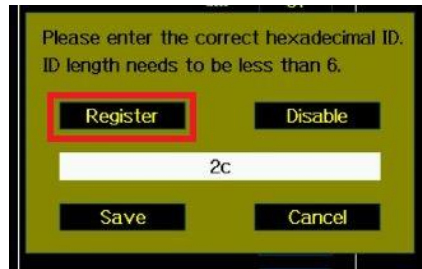 Please enter the correct hexadecimal ID.
ID length needs to be less than 6.
Register Disable
2c
Save Cancel